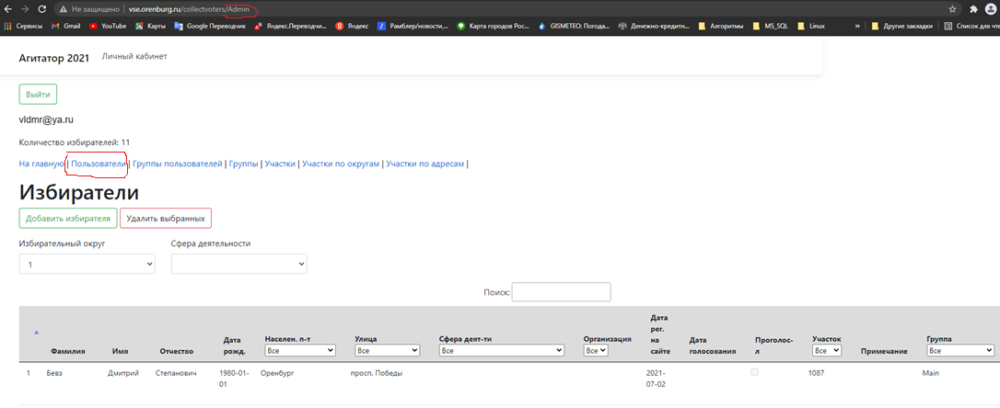 Не защищено | vse.orenburg.ru/collectvoters/Admin
Сервисы Gmail YouTube Карты Google Переводчик Яндекс.Переводчи... Яндекс Рамблер/новости,... Карта городов Рос... GISMETEO: Погода... Денежно-кредитн... Алгоритмы MS_SQL Linux » Другие закладки Список для чте
Агитатор 2021 Личный кабинет
Выйти
vldmr@ya.ru
Количество избирателей: 11
На главную | Пользователи | Группы пользователей | Группы | Участки | Участки по округам | Участки по адресам |
Избиратели
Добавить избирателя Удалить выбранных
Избирательный округ Сфера деятельности
1
Поиск:
Фамилия Имя Отчество Дата рожд. Населен. п-т Улица Сфера деят-ти Организация Дата рег. на сайте Дата голосования Проголос-л Участок Примечание Группа
Все Все Все Все Все Все
1 Бевз Дмитрий Степанович 1980-01-01 Оренбург просп. Победы 2021-07-02 1087 Main